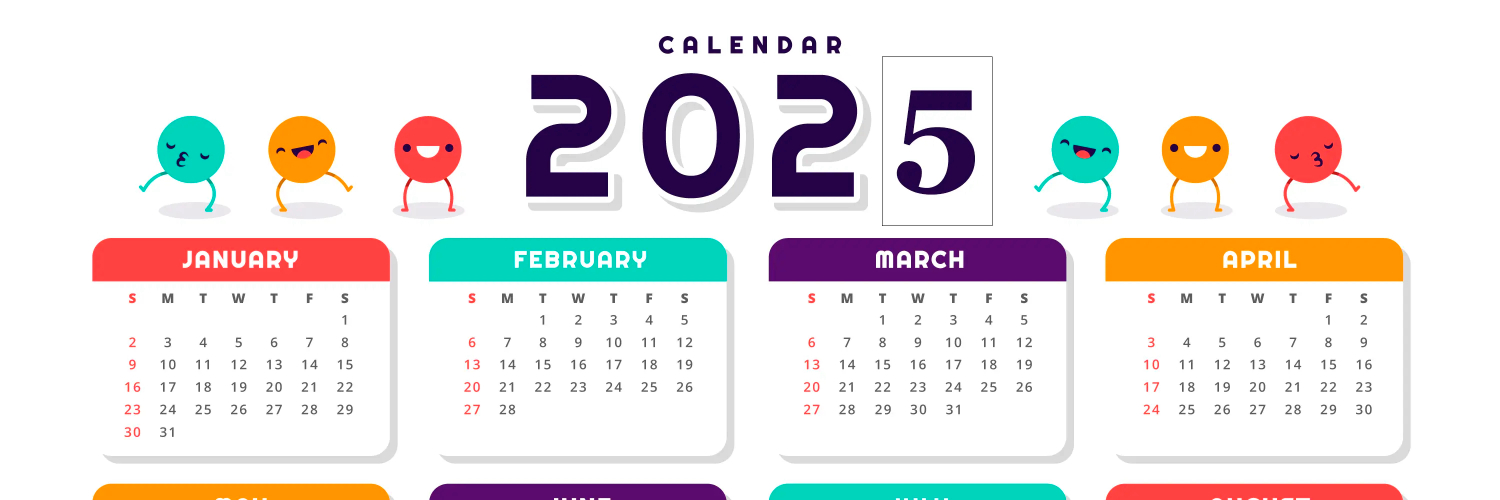 CALENDAR
2025
JANUARY
S M T W T F S
1
2 3 4 5 6 7 8
9 10 11 12 13 14 15
16 17 18 19 20 21 22
23 24 25 26 27 28 29
30 31
FEBRUARY
S M T W T F S
1 2 3 4 5
6 7 8 9 10 11 12
13 14 15 16 17 18 19
20 21 22 23 24 25 26
27 28
MARCH
S M T W T F S
1 2 3 4 5
6 7 8 9 10 11 12
13 14 15 16 17 18 19
20 21 22 23 24 25 26
27 28 29 30 31
APRIL
S M T W T F S
1 2
3 4 5 6 7 8 9
10 11 12 13 14 15 16
17 18 19 20 21 22 23
24 25 26 27 28 29 30